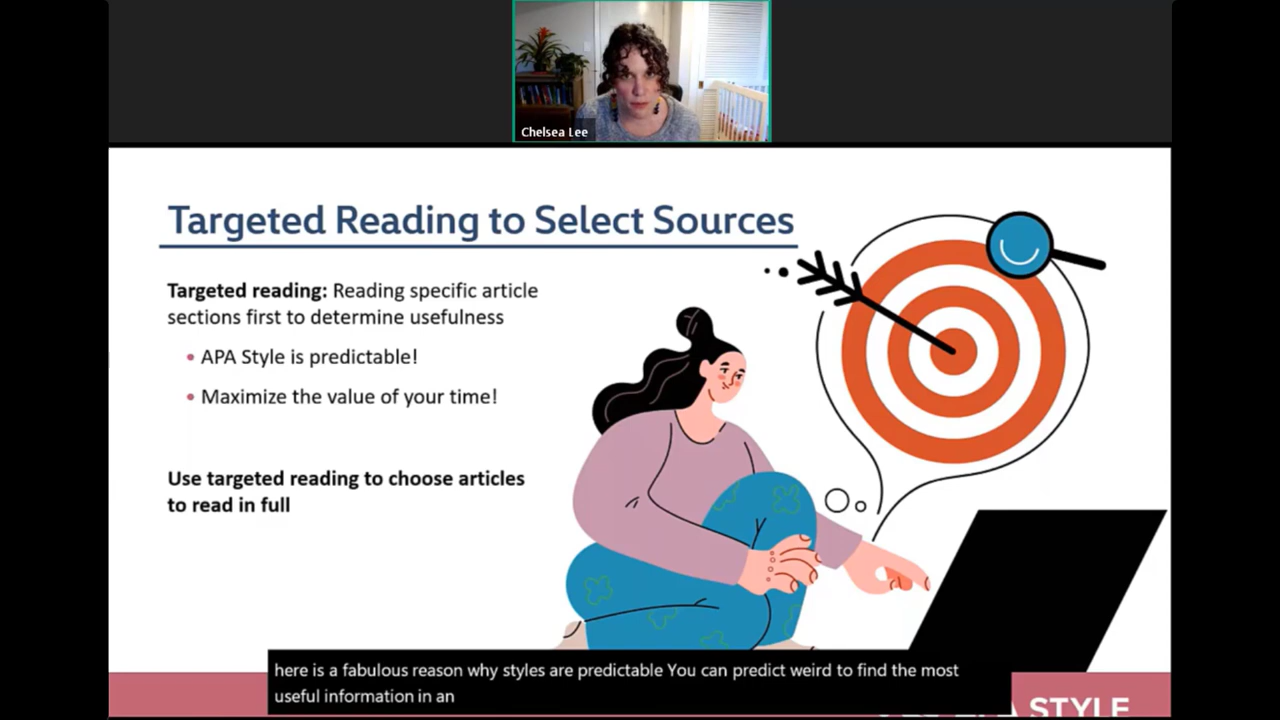 Chelsea Lee
Targeted Reading to Select Sources
Targeted reading: Reading specific article
sections first to determine usefulness
• APA Style is predictable!
• Maximize the value of your time!
Use targeted reading to choose articles
to read in full
here is a fabulous reason why styles are predictable You can predict weird to find the most
useful information in an
STYLE